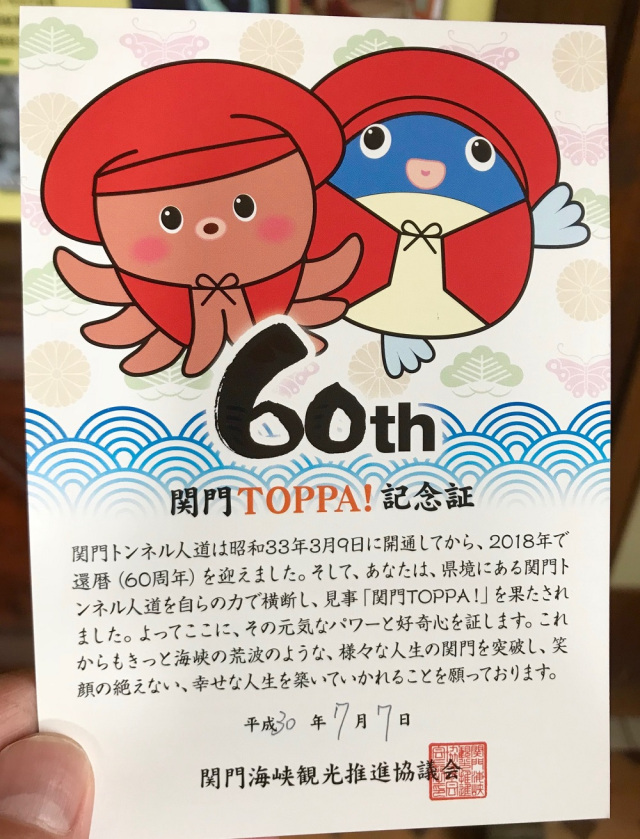 60th
関門TOPPA!記念証
関門トンネル人道は昭和33年3月9日に開通してから、2018年で
還暦（60周年）を迎えました。そして、あなたは、県境にある関門ト
ンネル人道を自らの力で横断し、見事「関門TOPPA!」を果たされ
ました。よってここに、その元気なパワーと好奇心を証します。これ
からもきっと海峡の荒波のような、様々な人生の関門を突破し、笑
顔の絶えない、幸せな人生を築いていかれることを願っております。
平成30年7月7日
関門海峡観光推進協議会